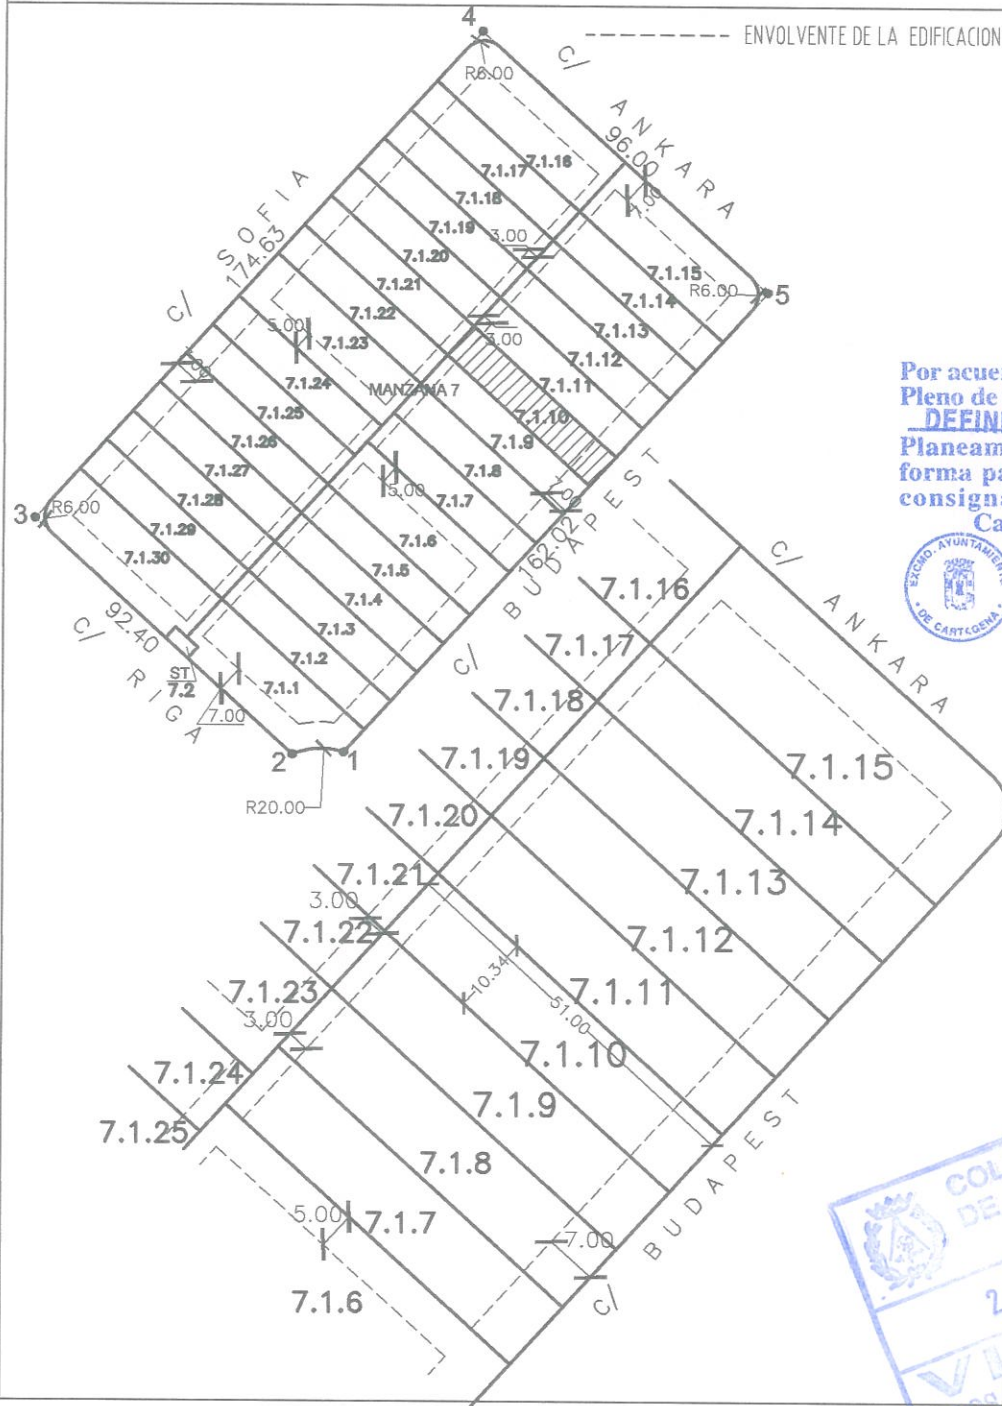 4
ENVOLVENTE DE LA EDIFICACION
R6.00
C/ ANKARA
96.00
7.1.16
7.1.17
7.1.18
7.1.19
7.1.20
7.1.21
7.1.22
7.1.23
7.1.24
7.1.25
7.1.26
7.1.27
7.1.28
7.1.29
7.1.30
C/ SOFIA
174.63
7.00
3.00
3.00
5.00
7.1.15
7.1.14
7.1.13
7.1.12
7.1.11
7.1.10
7.1.9
7.1.8
7.1.7
7.1.6
7.1.5
7.1.4
7.1.3
7.1.2
7.1.1
R6.00
5
MANZANA 7
5.00
7.00
3
R6.00
92.40
C/ RIGA
ST
7.2
7.00
2
1
R20.00
162.02
C/ BUDAPEST
Por acue
Pleno de
DEFIN
Planeam
forma pa
consigna
Ca
EXCMO. AYUNTAMIENTO
DE CARTAGENA
C/ ANKARA
7.1.16
7.1.17
7.1.18
7.1.19
7.1.20
7.1.21
7.1.22
7.1.23
7.1.24
7.1.25
3.00
3.00
7.1.15
7.1.14
7.1.13
7.1.12
7.1.11
7.1.10
7.1.9
7.1.8
7.1.7
7.1.6
10.34
51.00
5.00
7.00
C/ BUDAPEST
COL
DE
2
VI